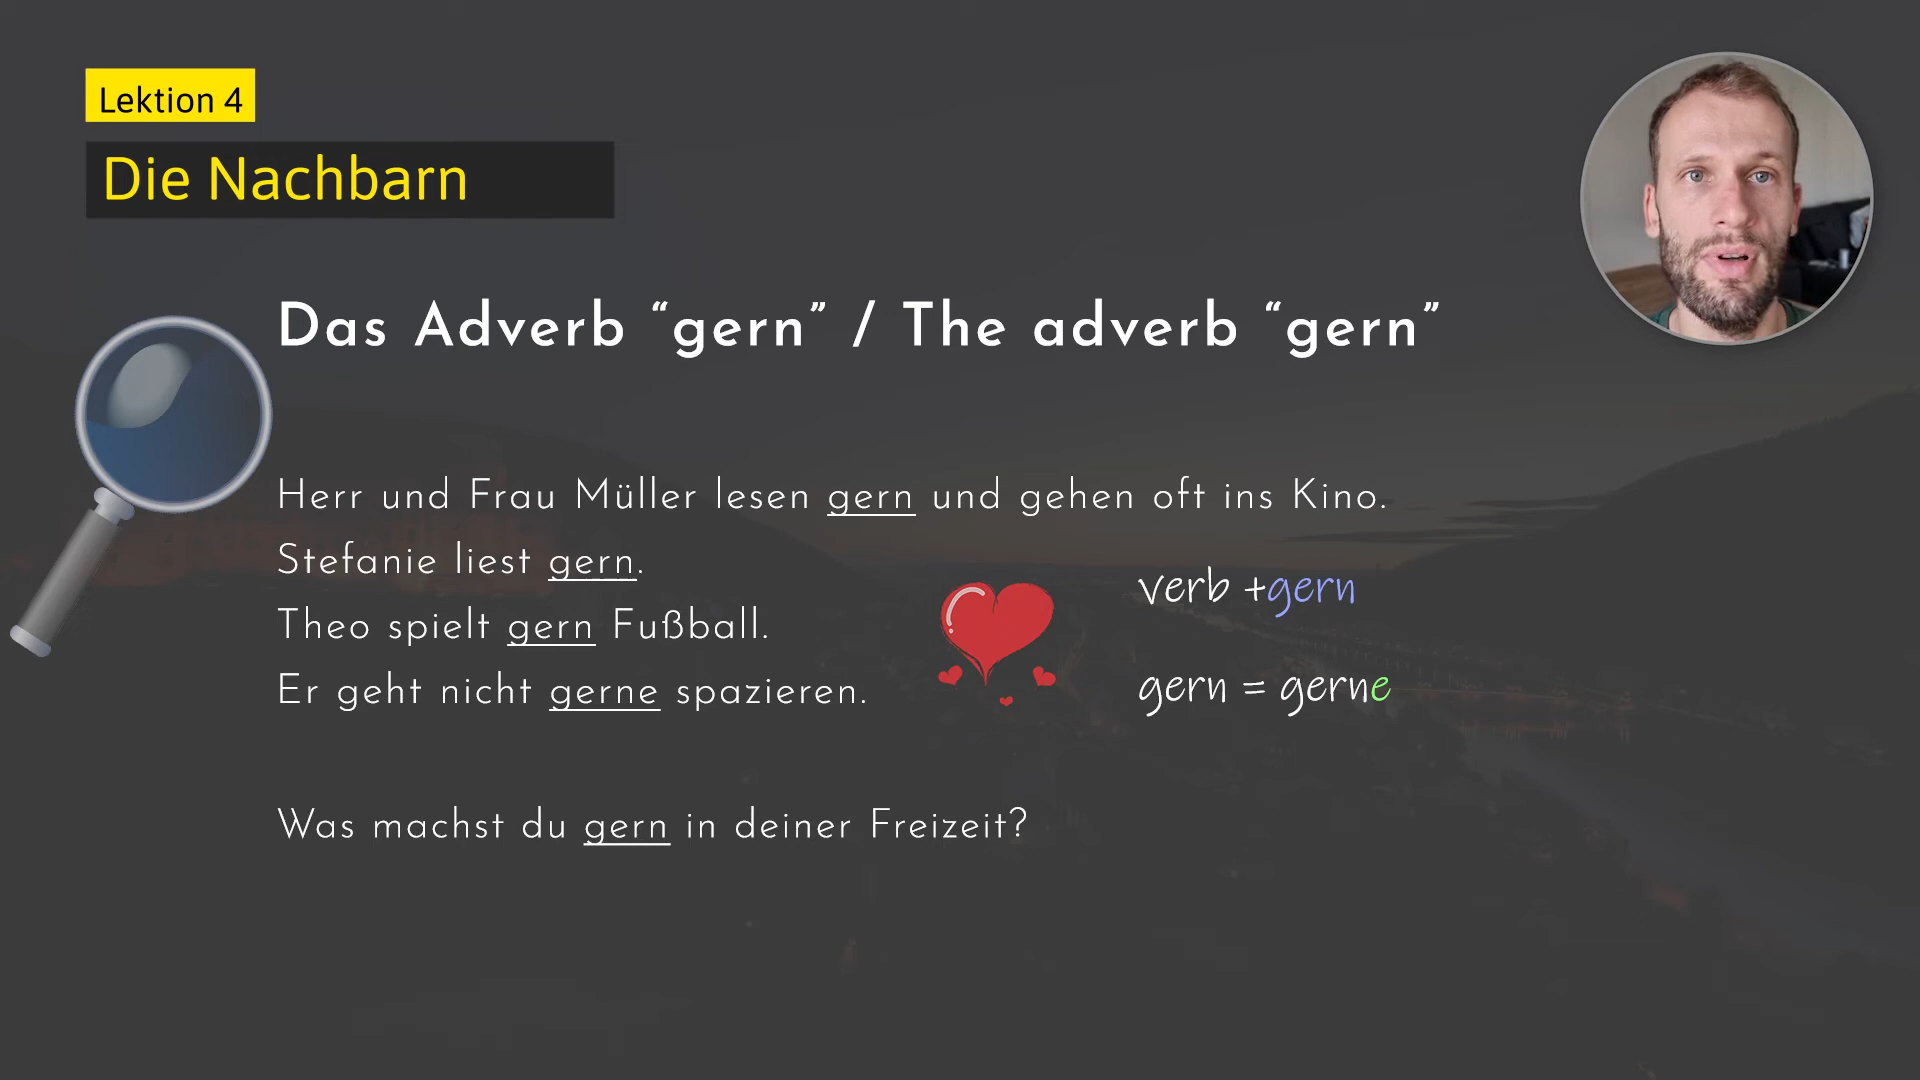 Lektion 4
Die Nachbarn
Das Adverb “gern” / The adverb “gern”
Herr und Frau Müller lesen gern und gehen oft ins Kino.
Stefanie liest gern.
Theo spielt gern Fußball.
Er geht nicht gerne spazieren.
verb +gern
gern = gerne
Was machst du gern in deiner Freizeit?